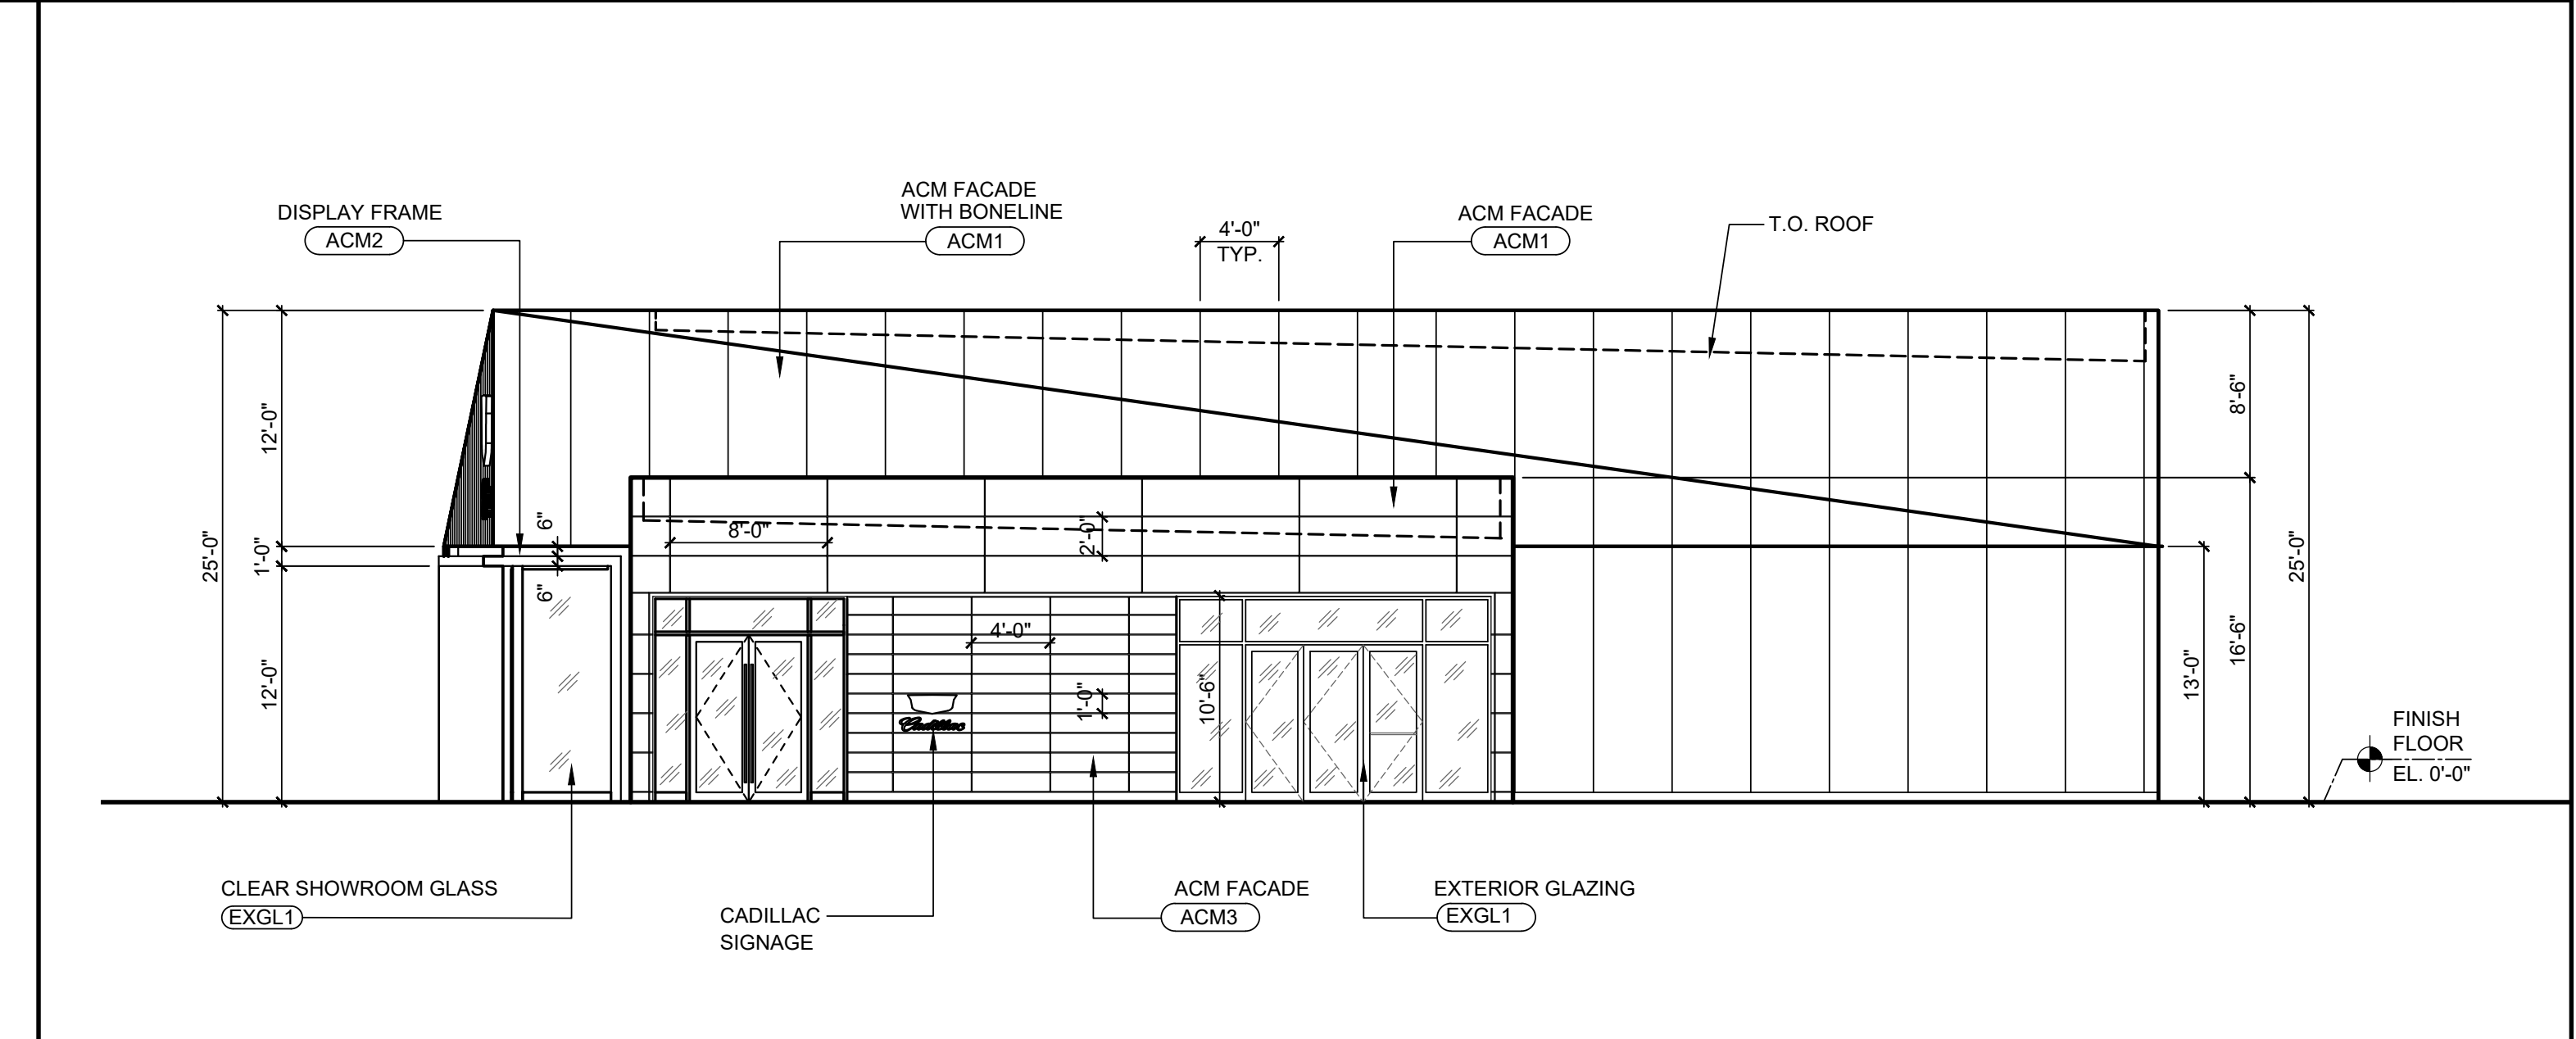 DISPLAY FRAME
ACM2
ACM FACADE
WITH BONELINE
ACM1
4'-0"
TYP.
ACM FACADE
ACM1
T.O. ROOF
25'-0"
12'-0"
1'-0"
12'-0"
6"
6"
8'-0"
2'-0"
4'-0"
1'-0"
10'-6"
Cadillac
8'-6"
16'-6"
13'-0"
25'-0"
FINISH
FLOOR
EL. 0'-0"
CLEAR SHOWROOM GLASS
EXGL1
CADILLAC
SIGNAGE
ACM FACADE
ACM3
EXTERIOR GLAZING
EXGL1